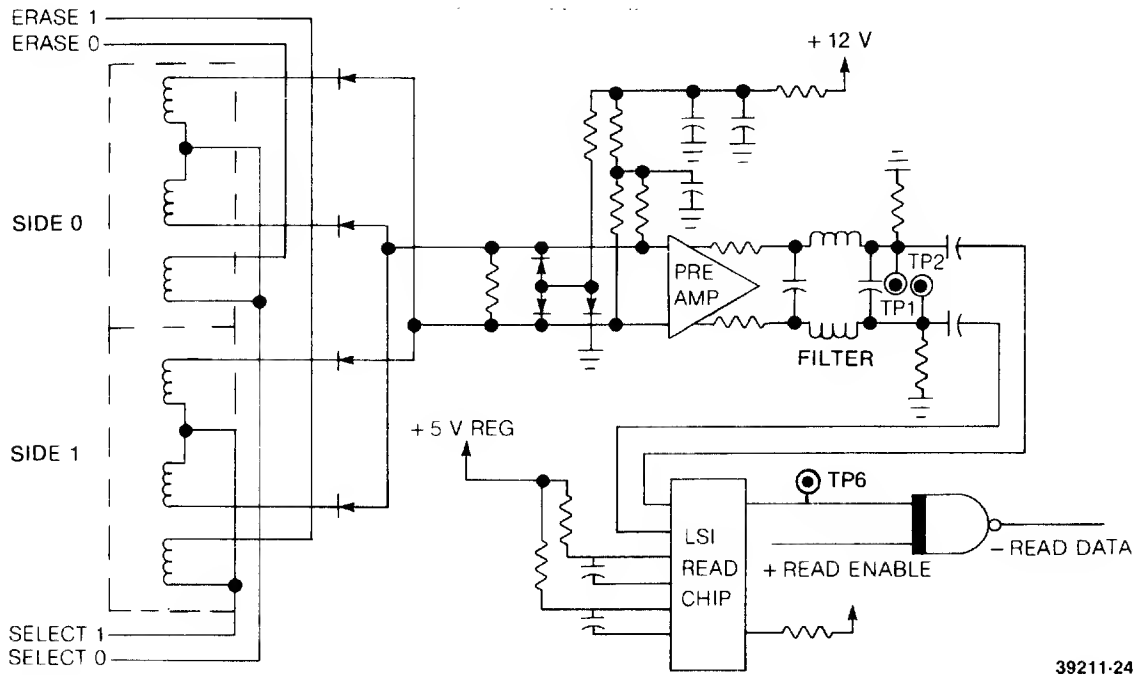 ERASE 1
ERASE 0
+ 12 V
SIDE 0
PRE
AMP
TP2
TP1
FILTER
+ 5 V REG
SIDE 1
TP6
LSI
READ
CHIP
+ READ ENABLE
– READ DATA
SELECT 1
SELECT 0
39211-24